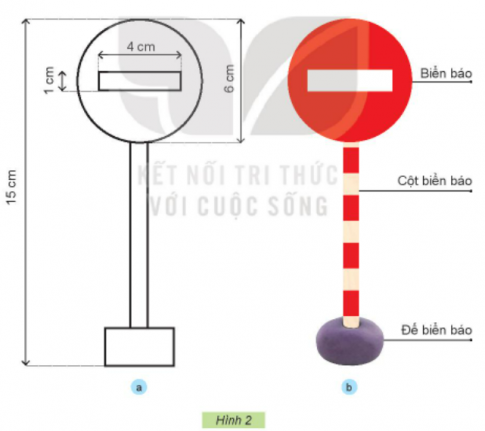 4 cm
1 cm
6 cm
15 cm
Biển báo
KẾT NỐI TRI THỨC
VỚI CUỘC SỐNG
Cột biển báo
Đế biển báo
a
b
Hình 2